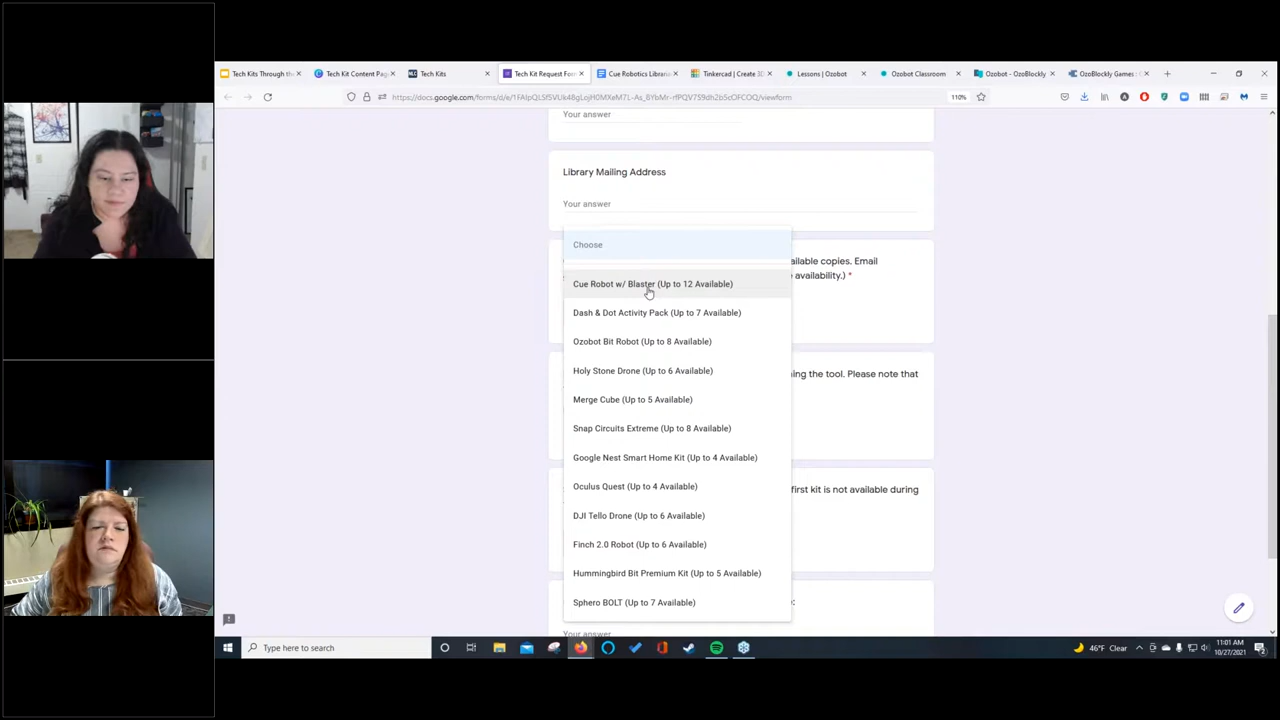 Tech Kits Through the
Tech Kit Content Pag
NLC
Tech Kits
Tech Kit Request Form
Cue Robotics Libraria
Tinkercad | Create 3D
Lessons | Ozobot
Ozobot Classroom
Ozobot - OzoBlockly
OzoBlockly Games |
110%
Your answer
Library Mailing Address
Your answer
Choose
ailable copies. Email
e availability.) *
Cue Robot w/ Blaster (Up to 12 Available)
Dash & Dot Activity Pack (Up to 7 Available)
Ozobot Bit Robot (Up to 8 Available)
Holy Stone Drone (Up to 6 Available)
ing the tool. Please note that
Merge Cube (Up to 5 Available)
Snap Circuits Extreme (Up to 8 Available)
Google Nest Smart Home Kit (Up to 4 Available)
Oculus Quest (Up to 4 Available)
first kit is not available during
DJI Tello Drone (Up to 6 Available)
Finch 2.0 Robot (Up to 6 Available)
Hummingbird Bit Premium Kit (Up to 5 Available)
Sphero BOLT (Up to 7 Available)
Your answer
Type here to search
46°F Clear
11:01 AM
10/27/2021